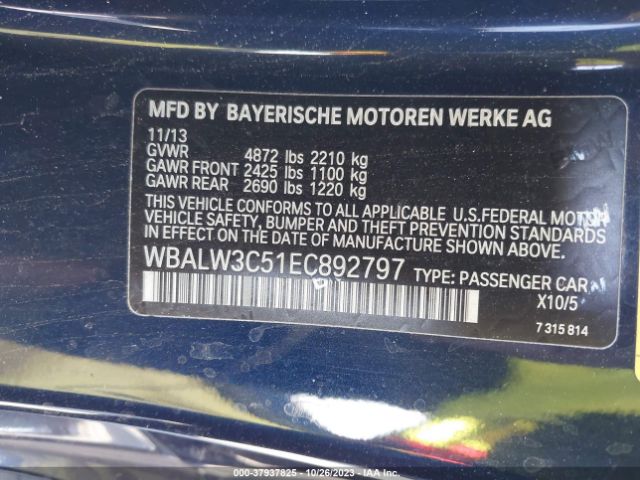 MFD BY BAYERISCHE MOTOREN WERKE AG
11/13
GVWR 4872 lbs 2210 kg
GAWR FRONT 2425 lbs 1100 kg
GAWR REAR 2690 lbs 1220 kg
THIS VEHICLE CONFORMS TO ALL APPLICABLE U.S.FEDERAL MOTOR
VEHICLE SAFETY, BUMPER, AND THEFT PREVENTION STANDARDS
IN EFFECT ON THE DATE OF MANUFACTURE SHOWN ABOVE.
WBALW3C51EC892797 TYPE: PASSENGER CAR
X10/5
7 315 814
000-37937825 - 10/26/2023 - IAA Inc.